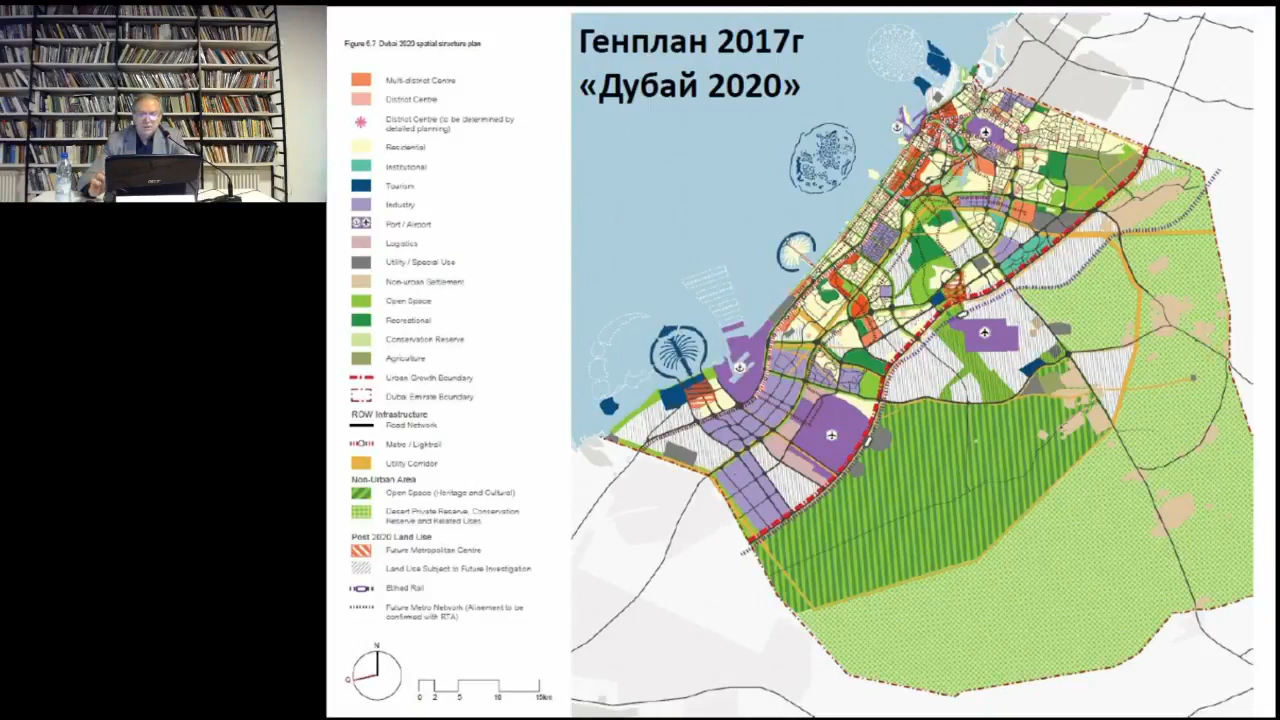 Figure 6.7 Dubai 2020 spatial structure plan
Multi-district Centre
District Centre
District Centre (to be determined by
detailed planning)
Residential
Institutional
Tourism
Industry
Port / Airport
Logistics
Utility / Special Use
Non-urban Settlement
Open Space
Recreational
Conservation Reserve
Agriculture
Urban Growth Boundary
Dubai Emirate Boundary
ROW Infrastructure
Road Network
Metro / Lightrail
Utility Corridor
Non-Urban Area
Open Space (Heritage and Cultural)
Desert Private Reserve, Conservation
Reserve and Related Uses
Post 2020 Land Use
Future Metropolitan Centre
Land Use Subject to Future Investigation
Etihad Rail
Future Metro Network (Alinement to be
confirmed with RTA)
N
Q
0 2 5 10 15km
Генплан 2017г
«Дубай 2020»
acer